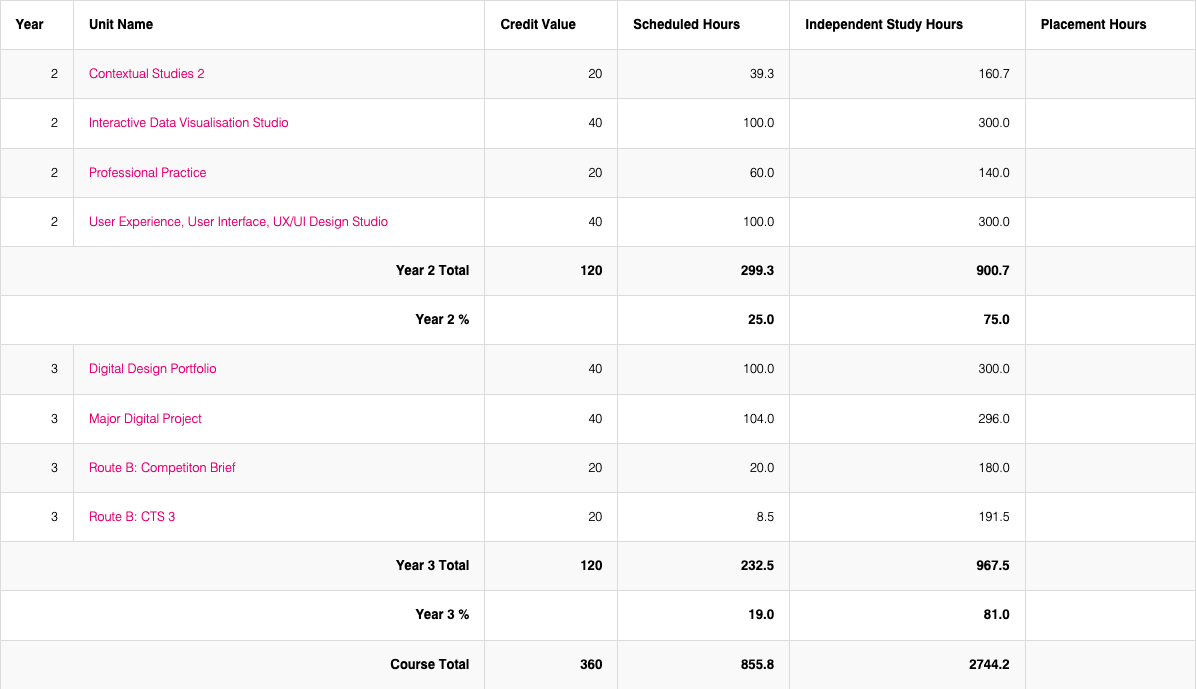 Year Unit Name Credit Value Scheduled Hours Independent Study Hours Placement Hours
2 Contextual Studies 2 20 39.3 160.7
2 Interactive Data Visualisation Studio 40 100.0 300.0
2 Professional Practice 20 60.0 140.0
2 User Experience, User Interface, UX/UI Design Studio 40 100.0 300.0
Year 2 Total 120 299.3 900.7
Year 2 % 25.0 75.0
3 Digital Design Portfolio 40 100.0 300.0
3 Major Digital Project 40 104.0 296.0
3 Route B: Competiton Brief 20 20.0 180.0
3 Route B: CTS 3 20 8.5 191.5
Year 3 Total 120 232.5 967.5
Year 3 % 19.0 81.0
Course Total 360 855.8 2744.2